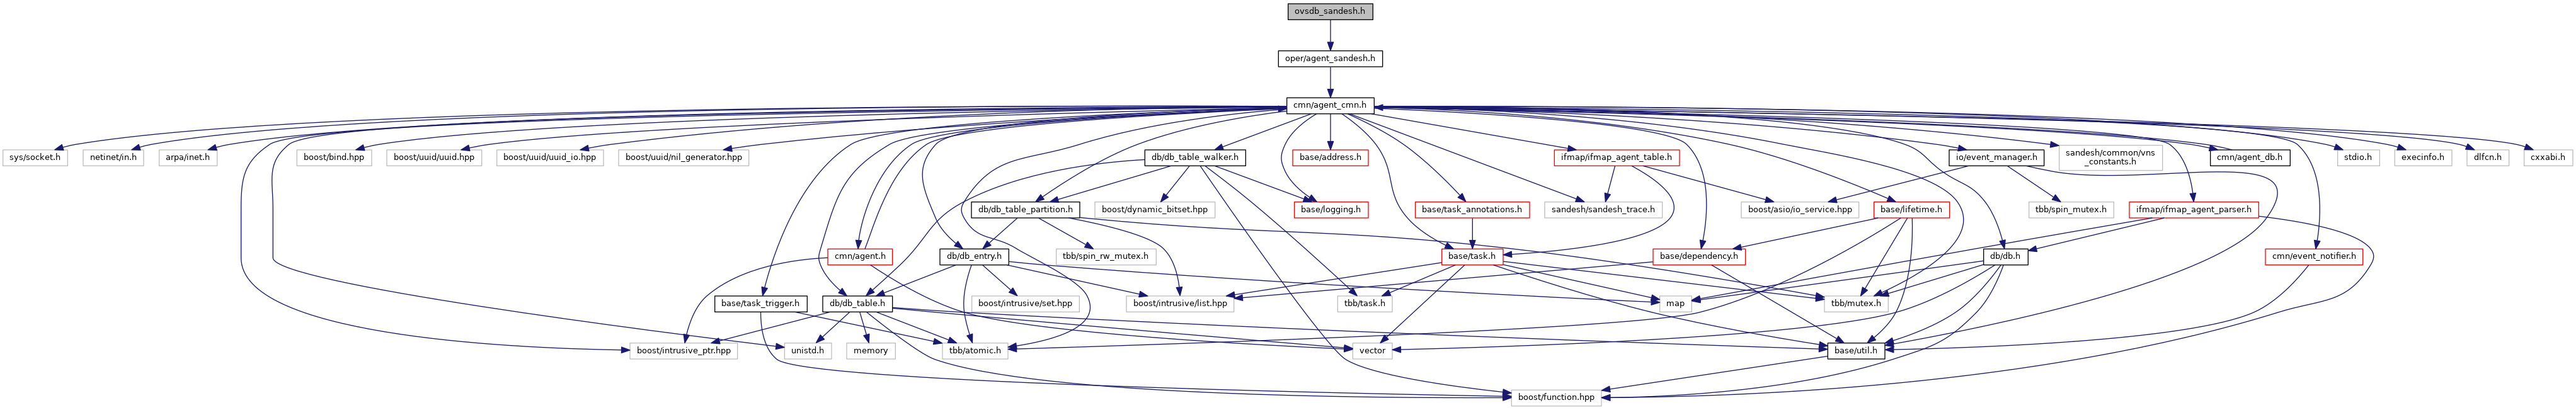 ovsdb_sandesh.h
oper/agent_sandesh.h
cmn/agent_cmn.h
sys/socket.h
netinet/in.h
arpa/inet.h
boost/bind.hpp
boost/uuid/uuid.hpp
boost/uuid/uuid_io.hpp
boost/uuid/nil_generator.hpp
db/db_table_walker.h
base/address.h
ifmap/ifmap_agent_table.h
io/event_manager.h
sandesh/common/vns
_constants.h
cmn/agent_db.h
stdio.h
execinfo.h
dlfcn.h
cxxabi.h
db/db_table_partition.h
boost/dynamic_bitset.hpp
base/logging.h
base/task_annotations.h
sandesh/sandesh_trace.h
boost/asio/io_service.hpp
base/lifetime.h
tbb/spin_mutex.h
ifmap/ifmap_agent_parser.h
cmn/agent.h
db/db_entry.h
tbb/spin_rw_mutex.h
base/task.h
base/dependency.h
db/db.h
cmn/event_notifier.h
base/task_trigger.h
db/db_table.h
boost/intrusive/set.hpp
boost/intrusive/list.hpp
tbb/task.h
map
tbb/mutex.h
boost/intrusive_ptr.hpp
unistd.h
memory
tbb/atomic.h
vector
base/util.h
boost/function.hpp